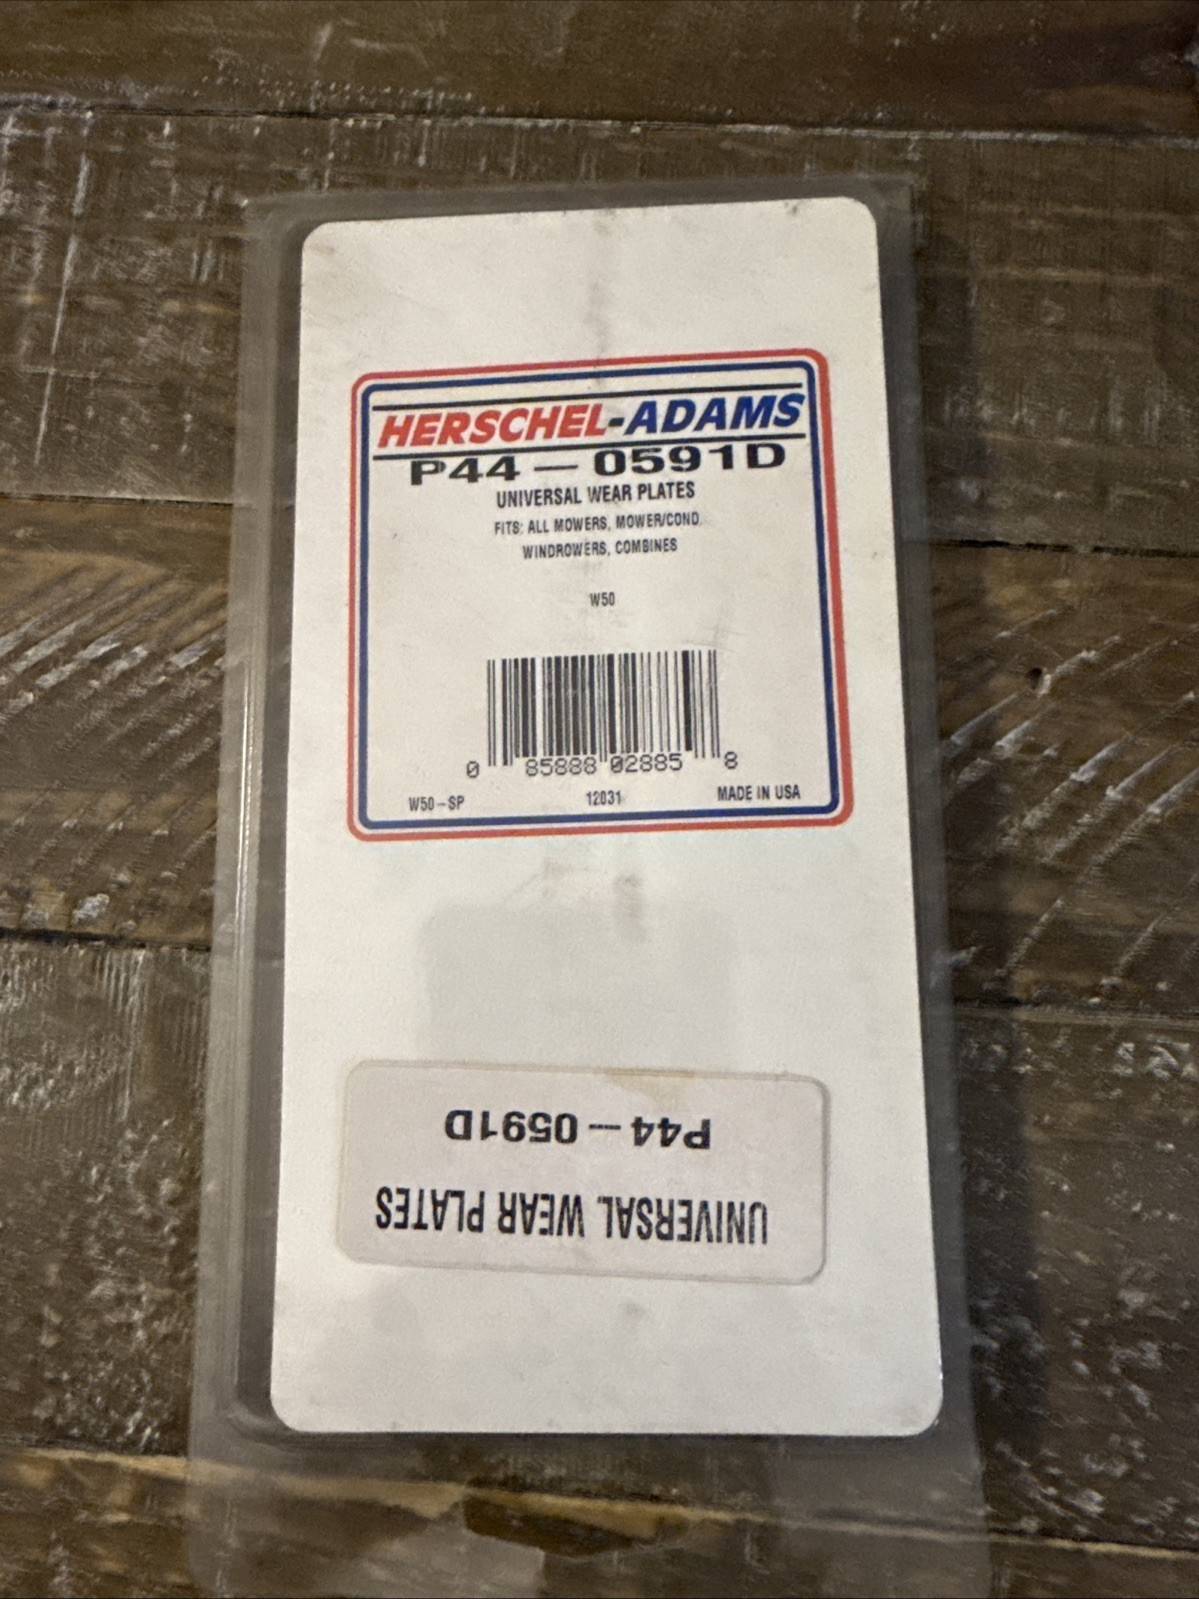 HERSCHEL-ADAMS
P44-0591D
UNIVERSAL WEAR PLATES
FITS: ALL MOWERS, MOWER/COND.
WINDROWERS, COMBINES
W50
0 85888 02885 8
W50-SP 12031 MADE IN USA
UNIVERSAL WEAR PLATES
P44-0591D